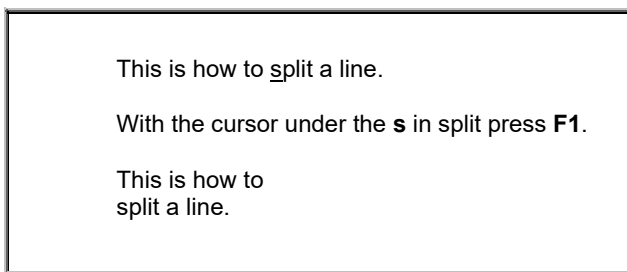 This is how to split a line.
With the cursor under the s in split press F1.
This is how to
split a line.